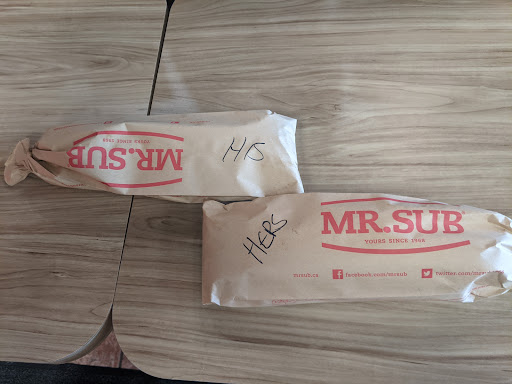 HIS
MR.SUB
YOURS SINCE 1968
HERS
MR.SUB
YOURS SINCE 1968
mrsub.ca facebook.com/mrsub